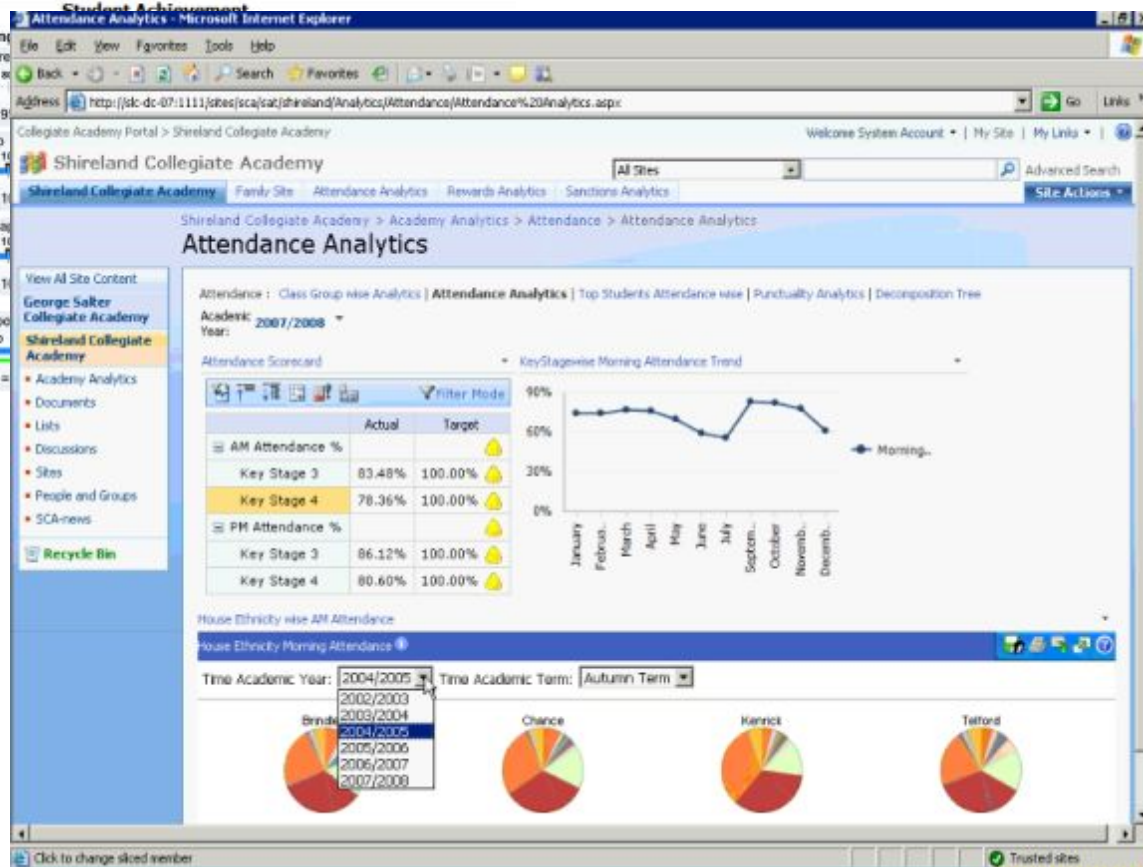 Student Achievement
Attendance Analytics - Microsoft Internet Explorer
File Edit View Favorites Tools Help
Back Search Favorites
Address http://slc-dc-07:1111/sites/sca/sat/shireland/Analytics/Attendance/Attendance%20Analytics.aspx Go Links
Collegiate Academy Portal > Shireland Collegiate Academy Welcome System Account | My Site | My Links |
Shireland Collegiate Academy All Sites Advanced Search
Shireland Collegiate Academy Family Site Attendance Analytics Rewards Analytics Sanctions Analytics Site Actions
Shireland Collegiate Academy > Academy Analytics > Attendance > Attendance Analytics
Attendance Analytics
View All Site Content
George Salter
Collegiate Academy
Shireland Collegiate
Academy
Academy Analytics
Documents
Lists
Discussions
Sites
People and Groups
SCA-news
Recycle Bin
Attendance : Class Group wise Analytics | Attendance Analytics | Top Students Attendance wise | Punctuality Analytics | Decomposition Tree
Academic
Year: 2007/2008
Attendance Scorecard
Filter Mode
Actual Target
AM Attendance %
Key Stage 3 83.48% 100.00%
Key Stage 4 78.36% 100.00%
PM Attendance %
Key Stage 3 86.12% 100.00%
Key Stage 4 80.60% 100.00%
KeyStagewise Morning Attendance Trend
90%
60%
30%
0%
January
Februa..
March
April
May
June
July
Septem..
October
Novemb..
Decemb..
Morning..
House Ethnicity wise AM Attendance
House Ethnicity Morning Attendance
Time Academic Year: 2004/2005 Time Academic Term: Autumn Term
2002/2003
2003/2004
2004/2005
2005/2006
2006/2007
2007/2008
Chance Kenrick Telford
Click to change sliced member Trusted sites